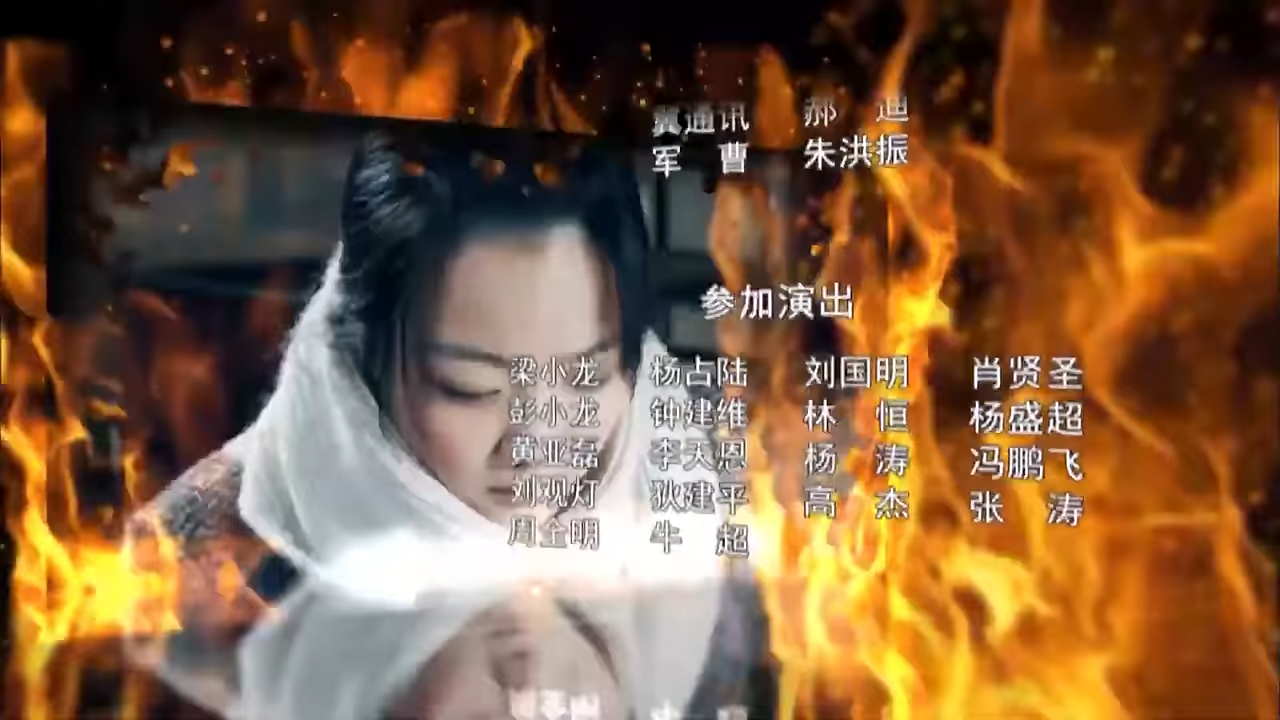 冀通讯 郝 迪
军 曹 朱洪振
参加演出
梁小龙 杨占陆 刘国明 肖贤圣
彭小龙 钟建维 林 恒 杨盛超
黄亚磊 李天恩 杨 涛 冯鹏飞
刘观灯 狄建平 高 杰 张 涛
周全明 牛 超